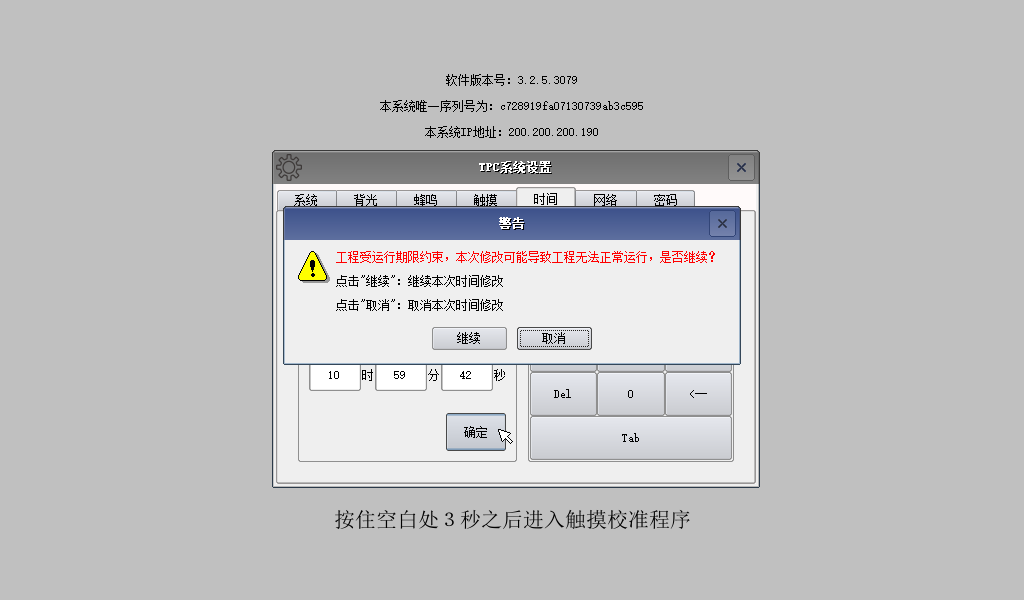 软件版本号：3.2.5.3079
本系统唯一序列号为：c728919fa07130739ab3c595
本系统IP地址：200.200.200.190
TPC系统设置
系统 背光 蜂鸣 触摸 时间 网络 密码
警告
工程受运行期限约束，本次修改可能导致工程无法正常运行，是否继续？
点击"继续"：继续本次时间修改
点击"取消"：取消本次时间修改
继续 取消
10 时 59 分 42 秒
Del 0 <—
确定
Tab
按住空白处 3 秒之后进入触摸校准程序